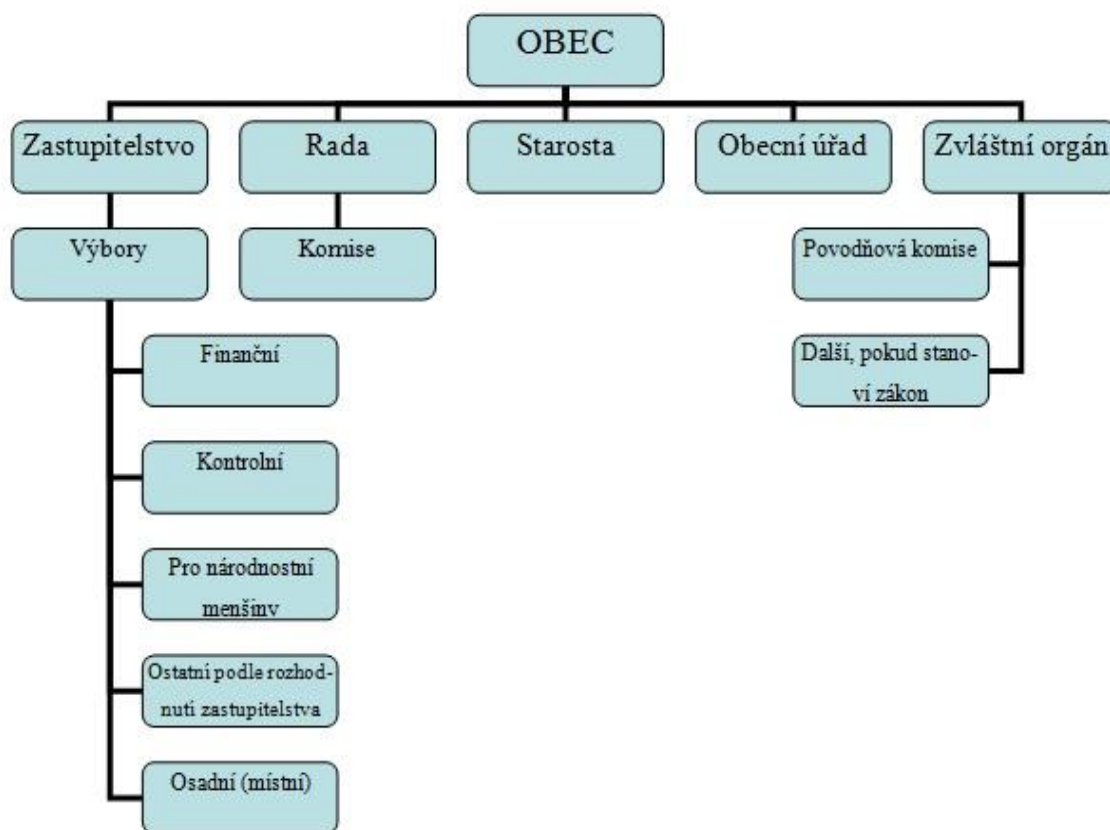 OBEC
Zastupitelstvo
Rada
Starosta
Obecní úřad
Zvláštní orgán
Výbory
Komise
Povodňová komise
Další, pokud stano-
ví zákon
Finanční
Kontrolní
Pro národnostní
menšiny
Ostatní podle rozhod-
nutí zastupitelstva
Osadní (místní)